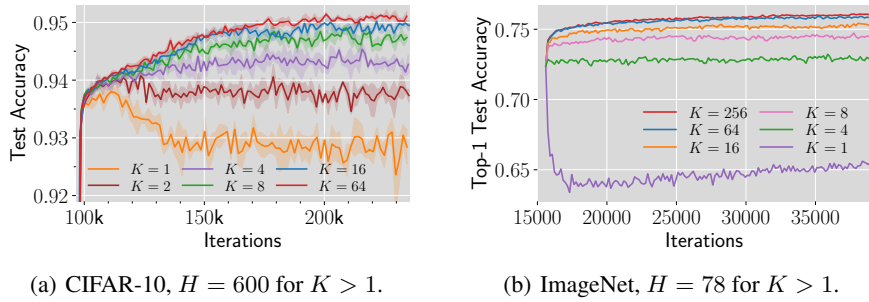 0.95
0.94
0.93
0.92
Test Accuracy
K = 1
K = 4
K = 16
K = 2
K = 8
K = 64
100k
150k
200k
Iterations
(a) CIFAR-10, H = 600 for K > 1.
0.75
0.70
0.65
Top-1 Test Accuracy
K = 256
K = 8
K = 64
K = 4
K = 16
K = 1
15000
20000
25000
30000
35000
Iterations
(b) ImageNet, H = 78 for K > 1.